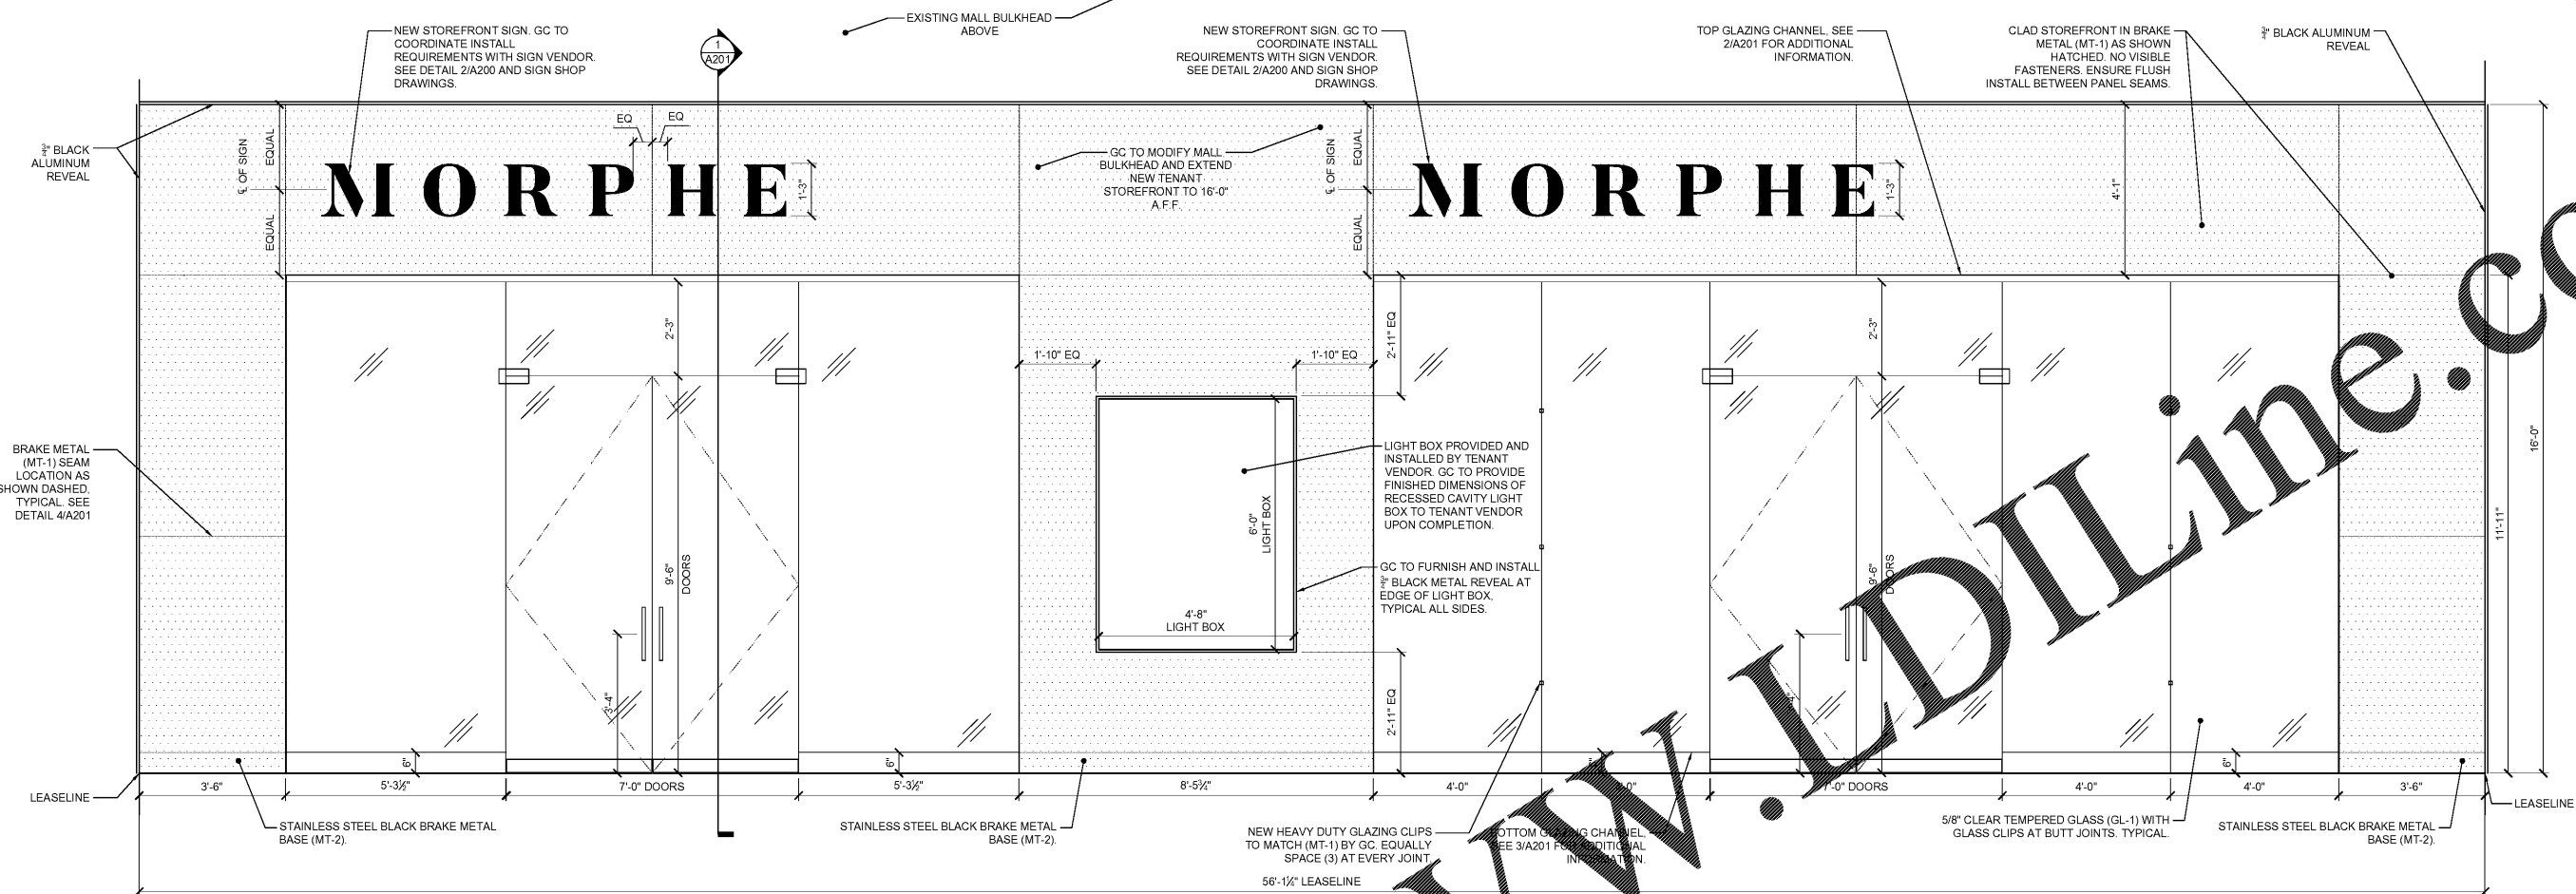 EXISTING MALL BULKHEAD
ABOVE
NEW STOREFRONT SIGN. GC TO
COORDINATE INSTALL
REQUIREMENTS WITH SIGN VENDOR.
SEE DETAIL 2/A200 AND SIGN SHOP
DRAWINGS.
1
A201
NEW STOREFRONT SIGN. GC TO
COORDINATE INSTALL
REQUIREMENTS WITH SIGN VENDOR.
SEE DETAIL 2/A200 AND SIGN SHOP
DRAWINGS.
TOP GLAZING CHANNEL, SEE
2/A201 FOR ADDITIONAL
INFORMATION.
CLAD STOREFRONT IN BRAKE
METAL (MT-1) AS SHOWN
HATCHED. NO VISIBLE
FASTENERS. ENSURE FLUSH
INSTALL BETWEEN PANEL SEAMS.
BLACK ALUMINUM
REVEAL
BLACK
ALUMINUM
REVEAL
℄ OF SIGN
EQUAL
EQUAL
EQ
EQ
MORPHE
1'-3"
GC TO MODIFY MALL
BULKHEAD AND EXTEND
NEW TENANT
STOREFRONT TO 16'-0"
A.F.F.
℄ OF SIGN
EQUAL
EQUAL
MORPHE
1'-3"
4'-1"
2'-3"
1'-10" EQ
1'-10" EQ
2'-11" EQ
2'-3"
16'-0"
11'-11"
BRAKE METAL
(MT-1) SEAM
LOCATION AS
SHOWN DASHED,
TYPICAL. SEE
DETAIL 4/A201
9'-6"
DOORS
3'-4"
6'-0"
LIGHT BOX
4'-8"
LIGHT BOX
LIGHT BOX PROVIDED AND
INSTALLED BY TENANT
VENDOR. GC TO PROVIDE
FINISHED DIMENSIONS OF
RECESSED CAVITY LIGHT
BOX TO TENANT VENDOR
UPON COMPLETION.
GC TO FURNISH AND INSTALL
BLACK METAL REVEAL AT
EDGE OF LIGHT BOX,
TYPICAL ALL SIDES.
2'-11" EQ
9'-6"
DOORS
6"
6"
6"
LEASELINE
3'-6"
5'-3½"
7'-0" DOORS
5'-3½"
8'-5¾"
4'-0"
7'-0" DOORS
4'-0"
4'-0"
3'-6"
LEASELINE
STAINLESS STEEL BLACK BRAKE METAL
BASE (MT-2).
STAINLESS STEEL BLACK BRAKE METAL
BASE (MT-2).
NEW HEAVY DUTY GLAZING CLIPS
TO MATCH (MT-1) BY GC. EQUALLY
SPACE (3) AT EVERY JOINT.
BOTTOM GLAZING CHANNEL,
SEE 3/A201 FOR ADDITIONAL
INFORMATION.
5/8" CLEAR TEMPERED GLASS (GL-1) WITH
GLASS CLIPS AT BUTT JOINTS. TYPICAL.
STAINLESS STEEL BLACK BRAKE METAL
BASE (MT-2).
56'-1¼" LEASELINE
W.LDILine.co